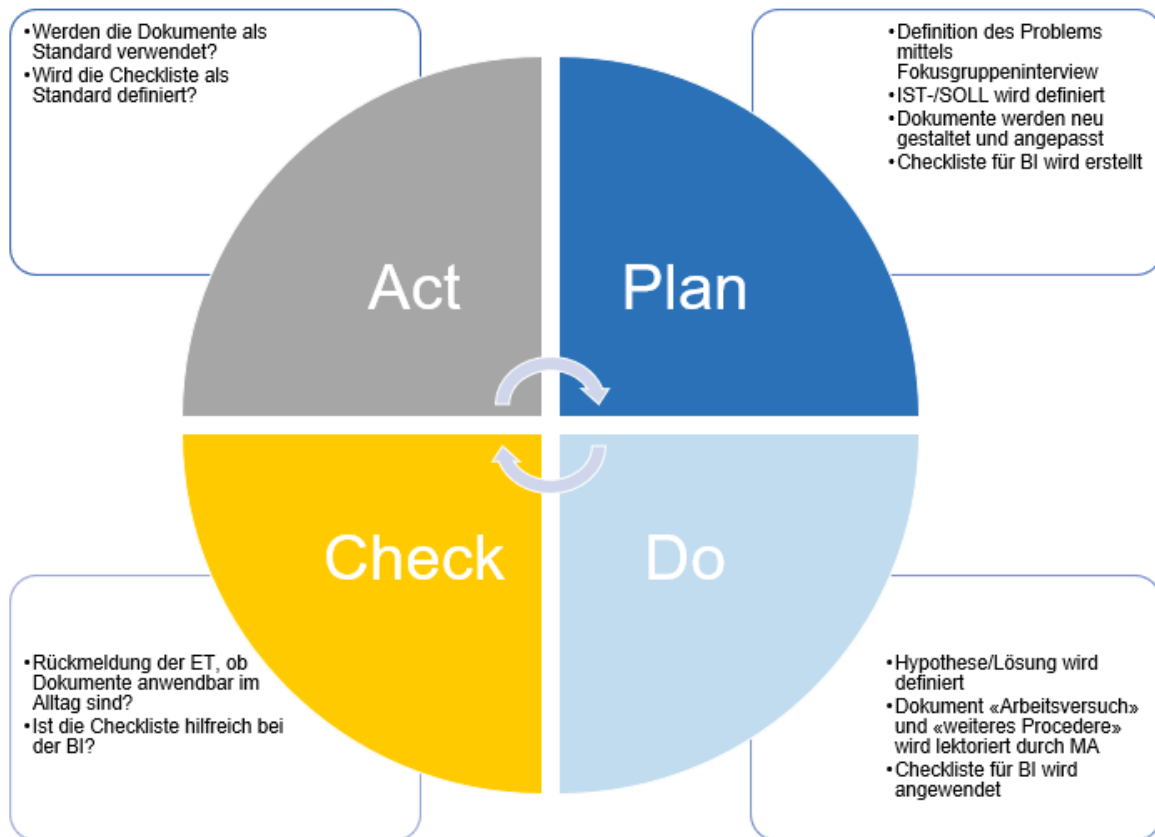 •Werden die Dokumente als
Standard verwendet?
•Wird die Checkliste als
Standard definiert?
•Definition des Problems
mittels
Fokusgruppeninterview
•IST-/SOLL wird definiert
•Dokumente werden neu
gestaltet und angepasst
•Checkliste für BI wird erstellt
Act
Plan
Check
Do
•Rückmeldung der ET, ob
Dokumente anwendbar im
Alltag sind?
•Ist die Checkliste hilfreich bei
der BI?
•Hypothese/Lösung wird
definiert
•Dokument «Arbeitsversuch»
und «weiteres Procedere»
wird lektoriert durch MA
•Checkliste für BI wird
angewendet